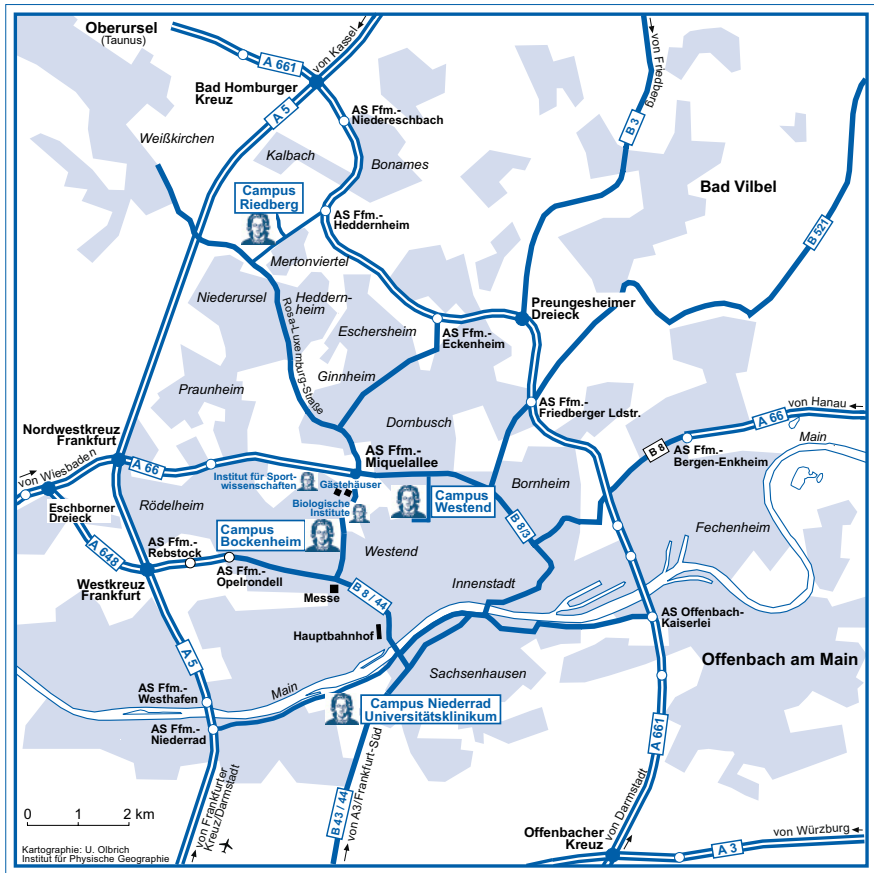 Oberursel
(Taunus)
A 661
von Kassel
Bad Homburger
Kreuz
A 5
AS Ffm.-
Niedereschbach
von Friedberg
B 3
Weißkirchen
Kalbach
Bonames
Bad Vilbel
Campus
Riedberg
AS Ffm.-
Heddernheim
B 521
Mertonviertel
Niederursel
Heddern-
heim
Rosa-Luxemburg-Straße
Eschersheim
AS Ffm.-
Eckenheim
Preungesheimer
Dreieck
Ginnheim
Praunheim
Dornbusch
AS Ffm.-
Friedberger Ldstr.
von Hanau
A 66
Main
B 8
AS Ffm.-
Bergen-Enkheim
Nordwestkreuz
Frankfurt
von Wiesbaden
A 66
AS Ffm.-
Miquelallee
Institut für Sport-
wissenschaften
Gästehäuser
Biologische
Institute
Campus
Westend
Bornheim
B 8/3
Eschborner
Dreieck
Rödelheim
Campus
Bockenheim
Fechenheim
A 648
AS Ffm.-
Rebstock
Westend
AS Ffm.-
Opelrondell
Westkreuz
Frankfurt
Messe
B 8 / 44
Innenstadt
Hauptbahnhof
AS Offenbach-
Kaiserlei
A 5
Sachsenhausen
Offenbach am Main
AS Ffm.-
Westhafen
Main
Campus Niederrad
Universitätsklinikum
AS Ffm.-
Niederrad
A 661
von Frankfurter
Kreuz/Darmstadt
B 43 / 44
von A3/Frankfurt-Süd
von Darmstadt
0 1 2 km
Offenbacher
Kreuz
von Würzburg
A 3
Kartographie: U. Olbrich
Institut für Physische Geographie